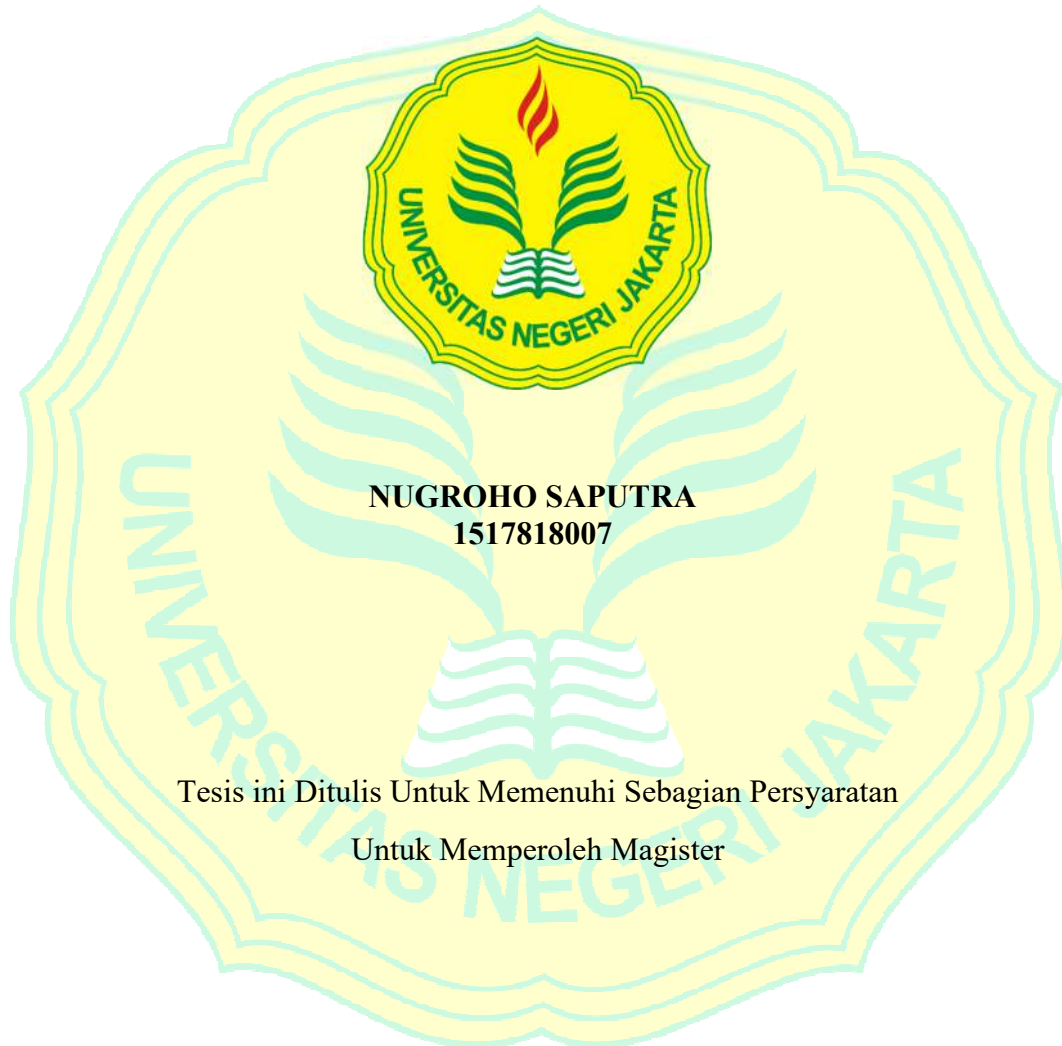 UNIVERSITAS NEGERI JAKARTA
NUGROHO SAPUTRA
1517818007
UNIVERSITAS NEGERI JAKARTA
Tesis ini Ditulis Untuk Memenuhi Sebagian Persyaratan
Untuk Memperoleh Magister